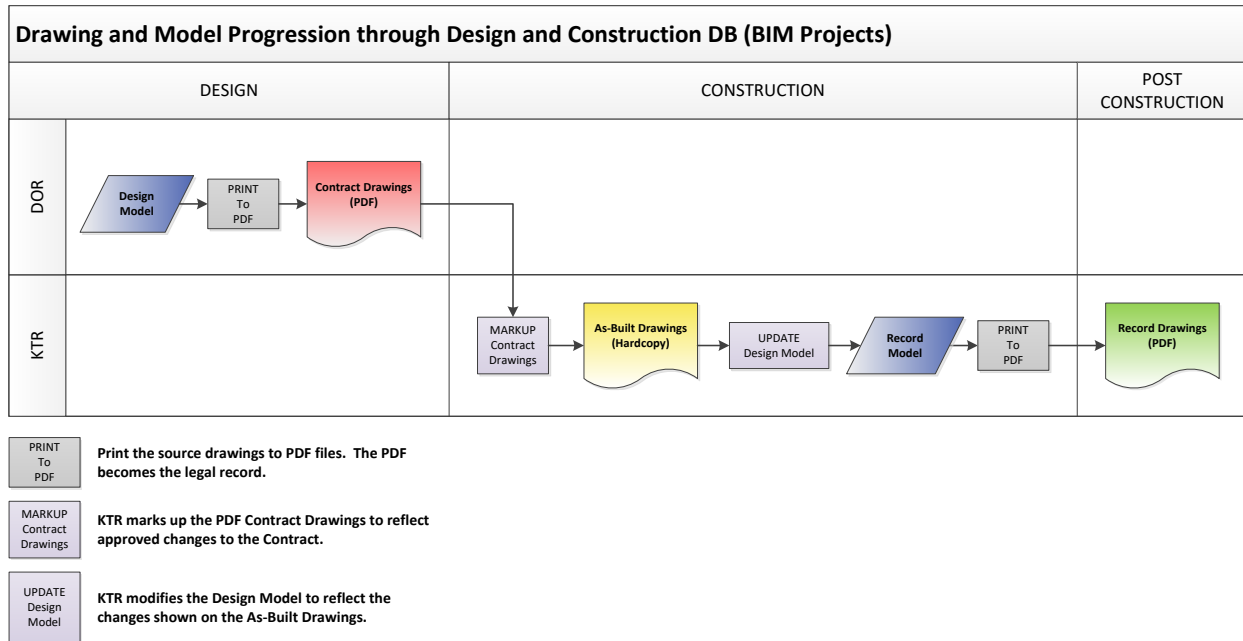 Drawing and Model Progression through Design and Construction DB (BIM Projects)
DESIGN
CONSTRUCTION
POST
CONSTRUCTION
DOR
Design
Model
PRINT
To
PDF
Contract Drawings
(PDF)
KTR
MARKUP
Contract
Drawings
As-Built Drawings
(Hardcopy)
UPDATE
Design Model
Record
Model
PRINT
To
PDF
Record Drawings
(PDF)
PRINT
To
PDF
Print the source drawings to PDF files. The PDF
becomes the legal record.
MARKUP
Contract
Drawings
KTR marks up the PDF Contract Drawings to reflect
approved changes to the Contract.
UPDATE
Design
Model
KTR modifies the Design Model to reflect the
changes shown on the As-Built Drawings.